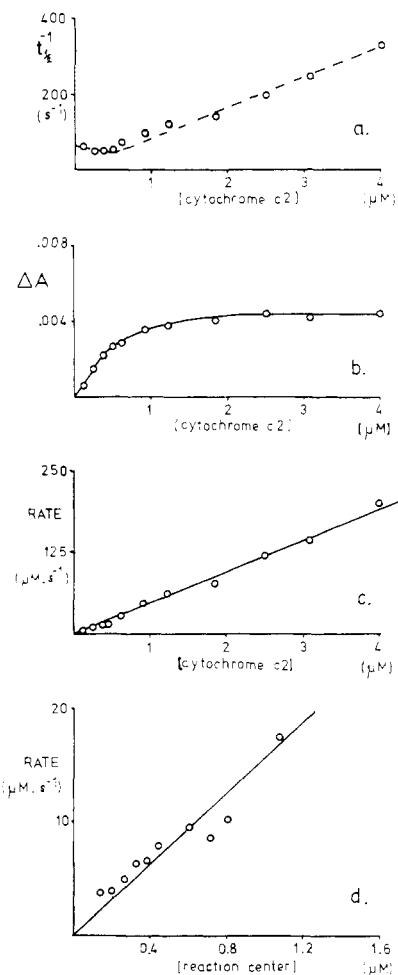 400
t½⁻¹
200
(s⁻¹)
a.
1 2 3 4
[cytochrome c2] (μM)
.008
ΔA
.004
b.
1 2 3 4
[cytochrome c2] [μM]
250
RATE
125
(μM.s⁻¹)
c.
1 2 3 4
[cytochrome c2] (μM)
20
RATE
(μM.s⁻¹)
10
d.
0.4 0.8 1.2 1.6
[reaction center] (μM)